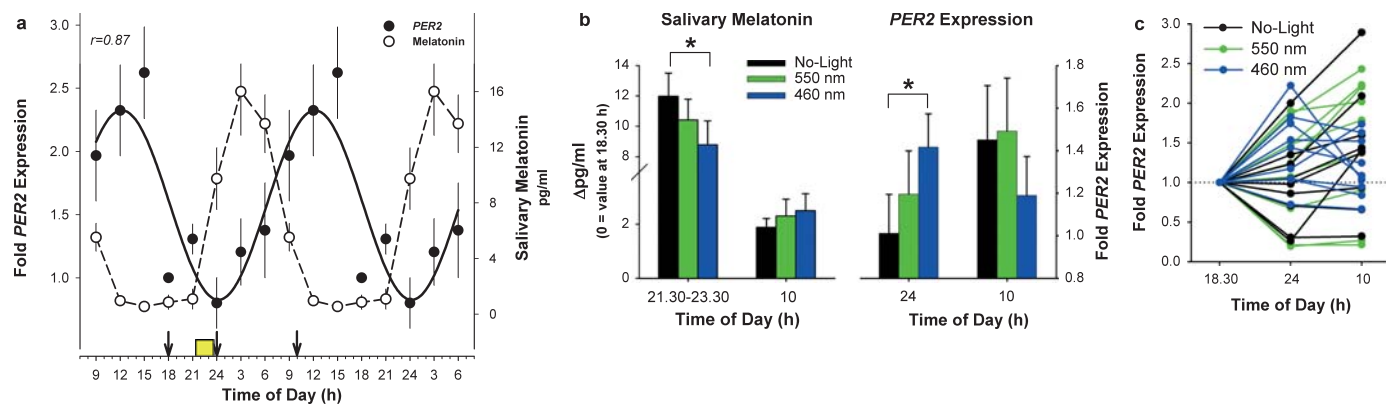 a
r=0.87
PER2
Melatonin
3.0
2.5
2.0
1.5
1.0
Fold PER2 Expression
16
12
8
4
0
Salivary Melatonin
pg/ml
9 12 15 18 21 24 3 6 9 12 15 18 21 24 3 6
Time of Day (h)
b
Salivary Melatonin
PER2 Expression
No-Light
550 nm
460 nm
*
*
14
12
10
8
2
0
Δpg/ml
(0 = value at 18.30 h)
21.30-23.30 10
Time of Day (h)
1.8
1.6
1.4
1.2
1.0
0.8
Fold PER2 Expression
24 10
Time of Day (h)
c
No-Light
550 nm
460 nm
3.0
2.5
2.0
1.5
1.0
0.5
0.0
Fold PER2 Expression
18.30 24 10
Time of Day (h)